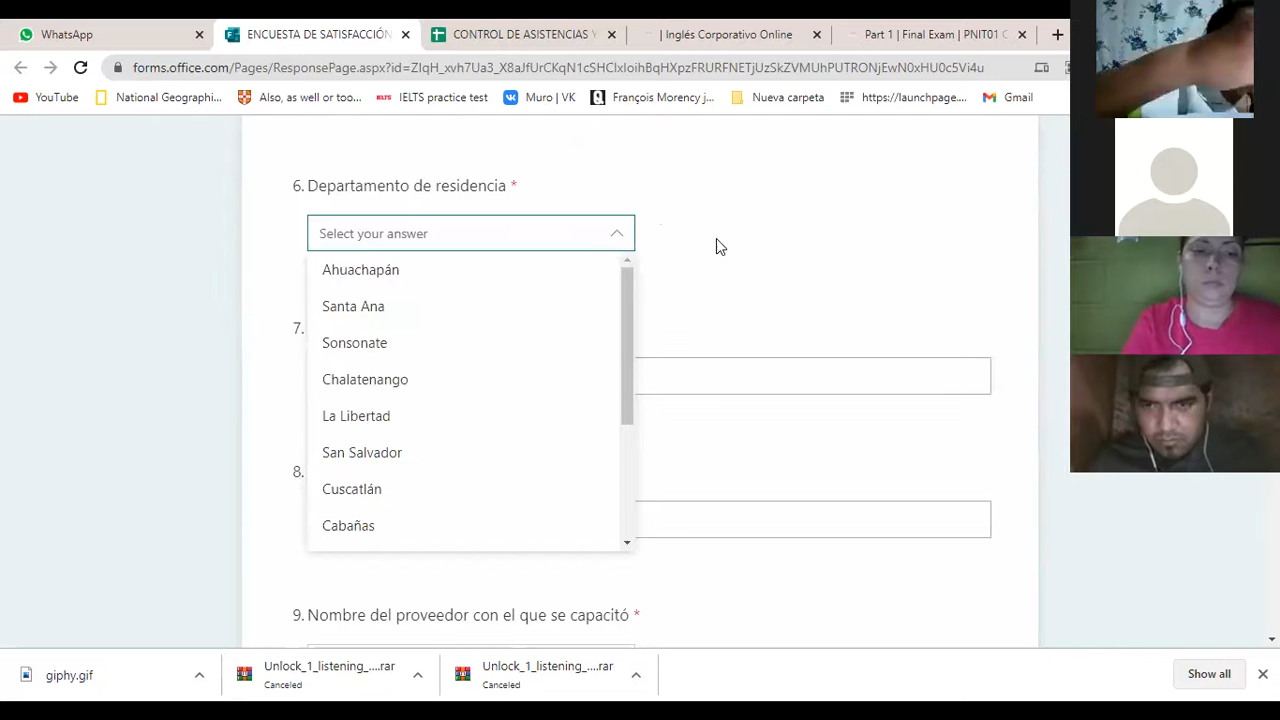 WhatsApp
ENCUESTA DE SATISFACCIÓN
CONTROL DE ASISTENCIAS Y
Inglés Corporativo Online
Part 1 | Final Exam | PNIT01 C
forms.office.com/Pages/ResponsePage.aspx?id=ZIqH_xvh7Ua3_X8aJfUrCKqN1cSHClxIoihBqHXpzFRURFNETjUzSkZVMUhPUTRONjEwN0xHU0c5Vi4u
YouTube
National Geographi...
Also, as well or too...
IELTS
IELTS practice test
Muro | VK
François Morency j...
Nueva carpeta
https://launchpage....
Gmail
6. Departamento de residencia *
Select your answer
Ahuachapán
Santa Ana
Sonsonate
Chalatenango
La Libertad
San Salvador
Cuscatlán
Cabañas
7.
8.
9. Nombre del proveedor con el que se capacitó *
giphy.gif
Unlock_1_listening_....rar
Canceled
Unlock_1_listening_....rar
Canceled
Show all